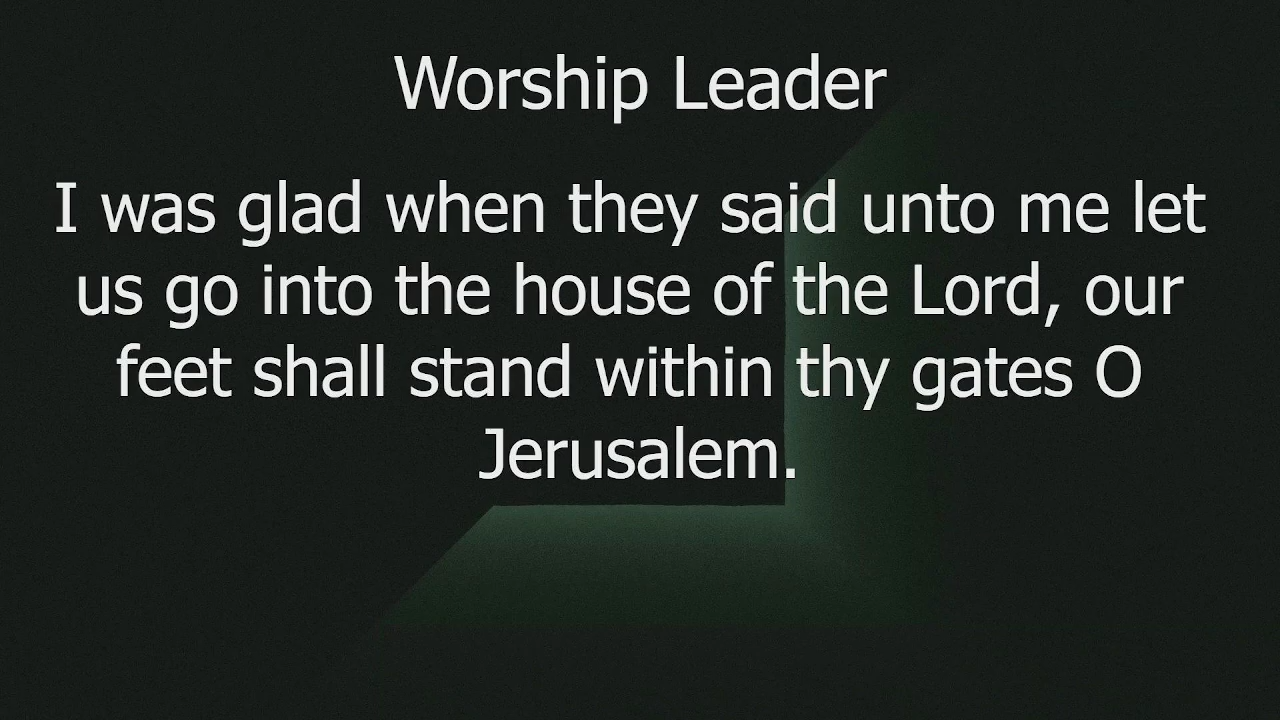 Worship Leader
I was glad when they said unto me let
us go into the house of the Lord, our
feet shall stand within thy gates O
Jerusalem.